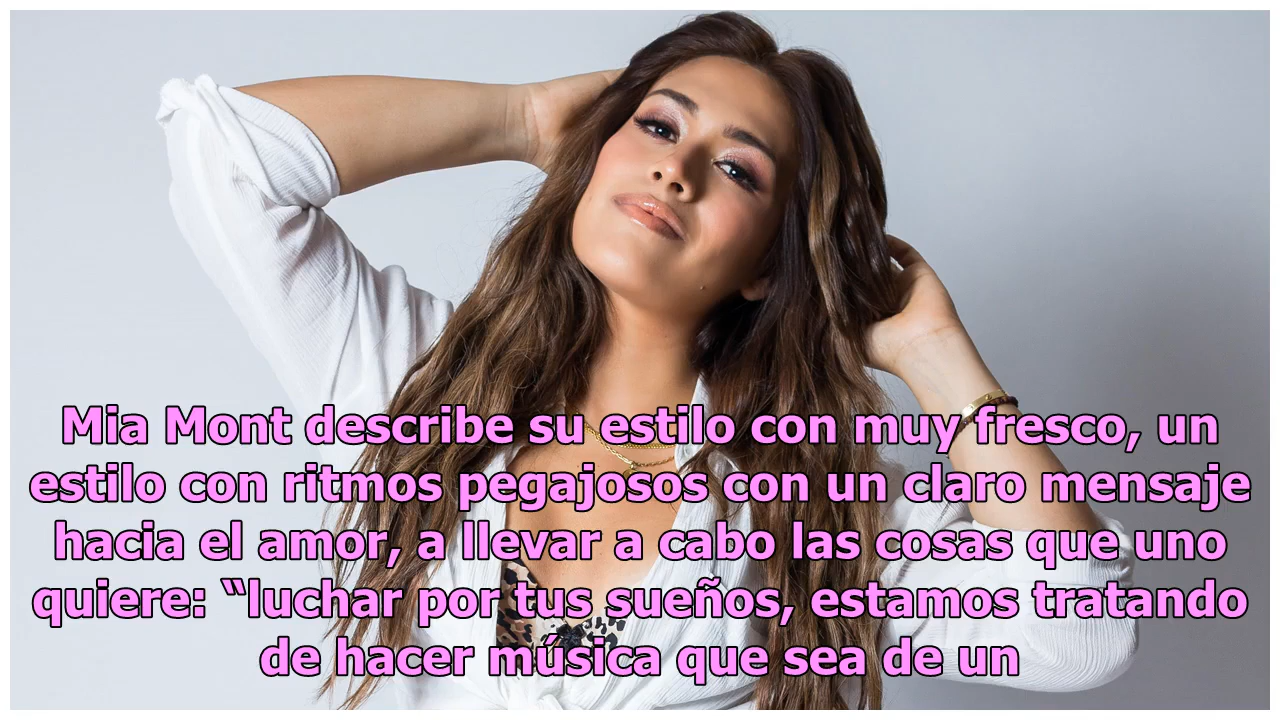 Mia Mont describe su estilo con muy fresco, un
estilo con ritmos pegajosos con un claro mensaje
hacia el amor, a llevar a cabo las cosas que uno
quiere: “luchar por tus sueños, estamos tratando
de hacer música que sea de un